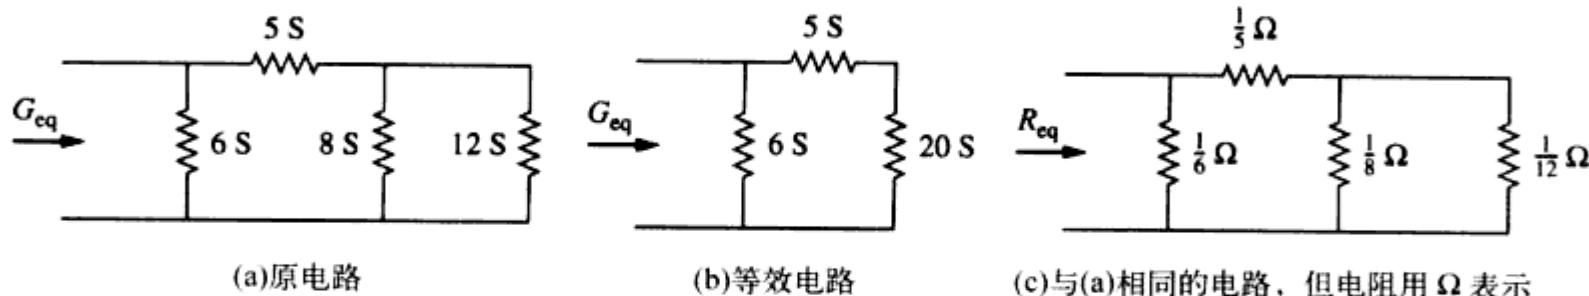 5 S
G_eq
6 S
8 S
12 S
(a)原电路
5 S
G_eq
6 S
20 S
(b)等效电路
1/5 Ω
R_eq
1/6 Ω
1/8 Ω
1/12 Ω
(c)与(a)相同的电路，但电阻用 Ω 表示